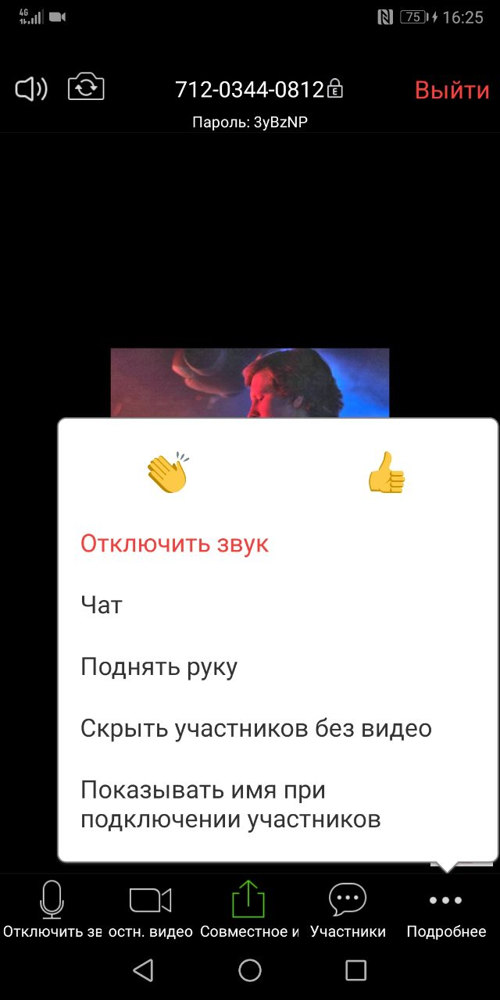 4G
75
16:25
712-0344-0812
E
Выйти
Пароль: 3yBzNP
Отключить звук
Чат
Поднять руку
Скрыть участников без видео
Показывать имя при
подключении участников
Отключить зв
остн. видео
Совместное и
Участники
Подробнее